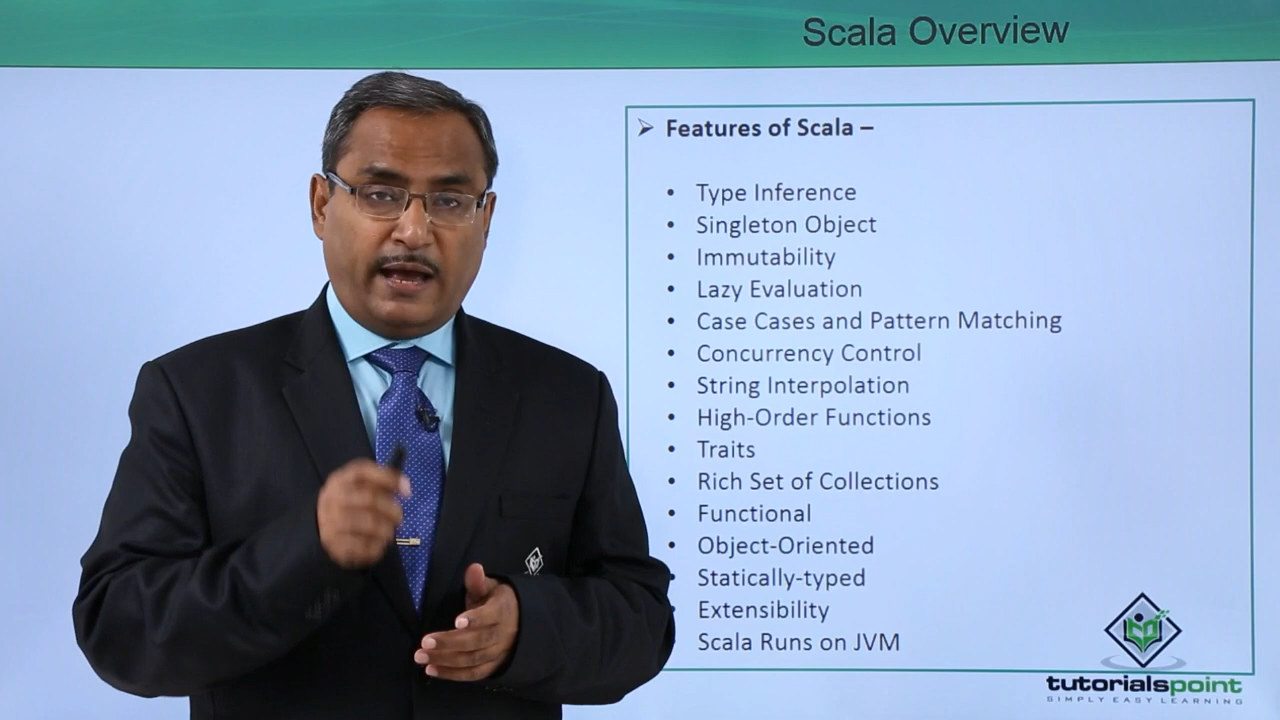 Scala Overview
➢ Features of Scala –
• Type Inference
• Singleton Object
• Immutability
• Lazy Evaluation
• Case Cases and Pattern Matching
• Concurrency Control
• String Interpolation
• High-Order Functions
• Traits
• Rich Set of Collections
• Functional
• Object-Oriented
• Statically-typed
• Extensibility
Scala Runs on JVM
tutorialspoint
SIMPLY EASY LEARNING